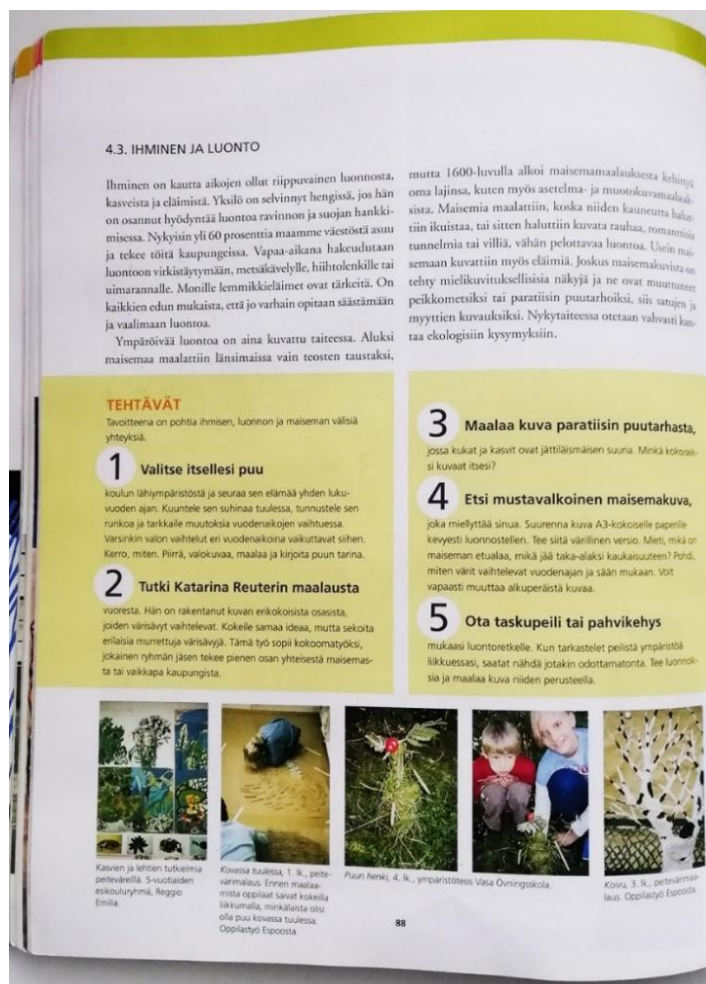 4.3. IHMINEN JA LUONTO
Ihminen on kautta aikojen ollut riippuvainen luonnosta,
kasveista ja eläimistä. Yksilö on selvinnyt hengissä, jos hän
on osannut hyödyntää luontoa ravinnon ja suojan hankki-
misessa. Nykyisin yli 60 prosenttia maamme väestöstä asuu
ja tekee töitä kaupungeissa. Vapaa-aikana hakeudutaan
luontoon virkistäytymään, metsäkävelylle, hiihtolenkille tai
uimarannalle. Monille lemmikkieläimet ovat tärkeitä. On
kaikkien edun mukaista, että jo varhain opitaan säästämään
ja vaalimaan luontoa.
Ympäröivää luontoa on aina kuvattu taiteessa. Aluksi
maisemaa maalattiin länsimaissa vain teosten taustaksi,
mutta 1600-luvulla alkoi maisemamaalauksesta kehittyä
oma lajinsa, kuten myös asetelma- ja muotokuvamaalauk-
sista. Maisemia maalattiin, koska niiden kauneutta halut-
tiin ikuistaa, tai sitten haluttiin kuvata rauhaa, romanttisia
tunnelmia tai villiä, vähän pelottavaa luontoa. Usein mai-
semaan kuvattiin myös eläimiä. Joskus maisemakuvista on
tehty mielikuvituksellisisia näkyjä ja ne ovat muuttuneet
peikkometsiksi tai paratiisin puutarhoiksi, siis satujen ja
myyttien kuvauksiksi. Nykytaiteessa otetaan vahvasti kan-
taa ekologisiin kysymyksiin.
TEHTÄVÄT
Tavoitteena on pohtia ihmisen, luonnon ja maiseman välisiä
yhteyksiä.
1 Valitse itsellesi puu
koulun lähiympäristöstä ja seuraa sen elämää yhden luku-
vuoden ajan. Kuuntele sen suhinaa tuulessa, tunnustele sen
runkoa ja tarkkaile muutoksia vuodenaikojen vaihtuessa.
Varsinkin valon vaihtelut eri vuodenaikoina vaikuttavat siihen.
Kerro, miten. Piirrä, valokuvaa, maalaa ja kirjoita puun tarina.
2 Tutki Katarina Reuterin maalausta
vuoresta. Hän on rakentanut kuvan erikokoisista osasista,
joiden värisävyt vaihtelevat. Kokeile samaa ideaa, mutta sekoita
erilaisia murrettuja värisävyjä. Tämä työ sopii kokoomatyöksi,
jokainen ryhmän jäsen tekee pienen osan yhteisestä maisemas-
ta tai vaikkapa kaupungista.
3 Maalaa kuva paratiisin puutarhasta,
jossa kukat ja kasvit ovat jättiläismäisen suuria. Minkä kokoisek-
si kuvaat itsesi?
4 Etsi mustavalkoinen maisemakuva,
joka miellyttää sinua. Suurenna kuva A3-kokoiselle paperille
kevyesti luonnostellen. Tee siitä värillinen versio. Mieti, mikä on
maiseman etualaa, mikä jää taka-alaksi kaukaisuuteen? Pohdi,
miten värit vaihtelevat vuodenajan ja sään mukaan. Voit
vapaasti muuttaa alkuperäistä kuvaa.
5 Ota taskupeili tai pahvikehys
mukaasi luontoretkelle. Kun tarkastelet peilistä ympäristöä
liikkuessasi, saatat nähdä jotakin odottamatonta. Tee luonnok-
sia ja maalaa kuva niiden perusteella.
Kasvien ja lehtien tutkielmia
peiteväreillä. 5-vuotiaiden
esikouluryhmä, Reggio
Emilia.
Kovassa tuulessa, 1. lk., peite-
värimalaus. Ennen maalaa-
mista oppilaat saivat kokeilla
liikkumalla, minkälaista olisi
olla puu kovassa tuulessa.
Oppilastyö Espoosta.
Puun henki, 4. lk., ympäristöteos Vasa Övningsskola.
Koivu, 3. lk., peitevärimaa-
laus. Oppilastyö Espoosta.
88